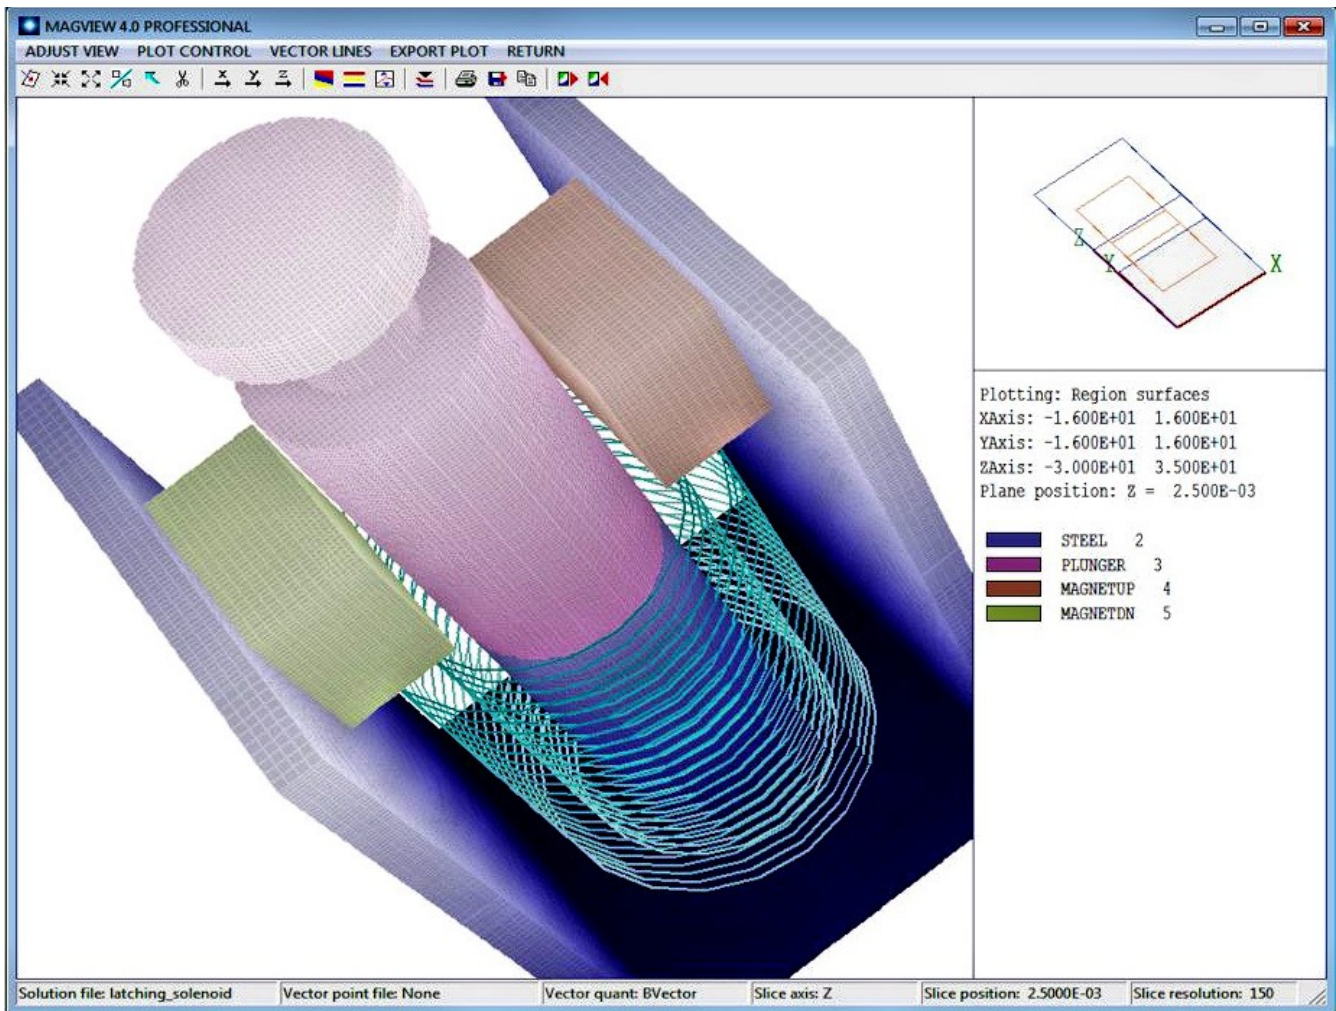 MAGVIEW 4.0 PROFESSIONAL
ADJUST VIEW PLOT CONTROL VECTOR LINES EXPORT PLOT RETURN
X Y Z
Z
Y
X
Plotting: Region surfaces
XAxis: -1.600E+01 1.600E+01
YAxis: -1.600E+01 1.600E+01
ZAxis: -3.000E+01 3.500E+01
Plane position: Z = 2.500E-03
STEEL 2
PLUNGER 3
MAGNETUP 4
MAGNETDN 5
Solution file: latching_solenoid Vector point file: None Vector quant: BVector Slice axis: Z Slice position: 2.5000E-03 Slice resolution: 150